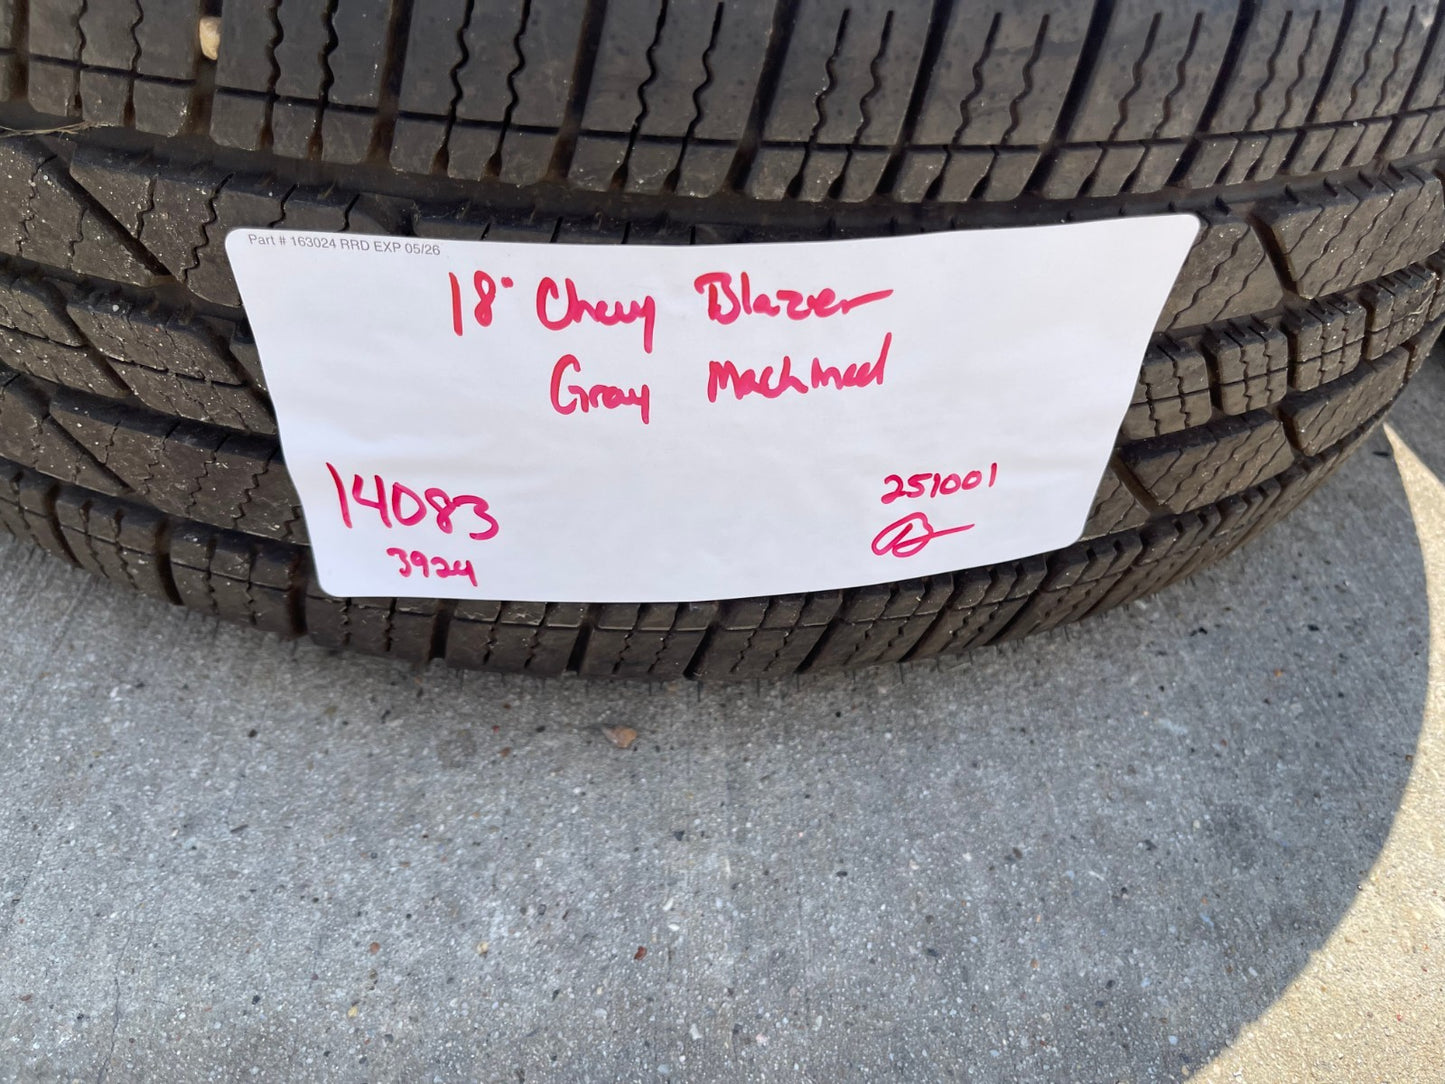 Part # 163024 RRD EXP 05/26
18" Chevy Blazer
Gray Machined
14083
251001
3924